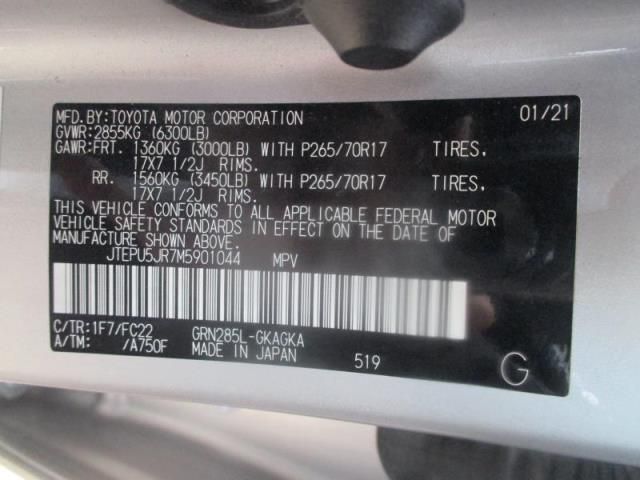 MFD.BY:TOYOTA MOTOR CORPORATION 01/21
GVWR:2855KG (6300LB)
GAWR:FRT. 1360KG (3000LB) WITH P265/70R17 TIRES,
17X7 1/2J RIMS.
RR. 1560KG (3450LB) WITH P265/70R17 TIRES,
17X7 1/2J RIMS.
THIS VEHICLE CONFORMS TO ALL APPLICABLE FEDERAL MOTOR
VEHICLE SAFETY STANDARDS IN EFFECT ON THE DATE OF
MANUFACTURE SHOWN ABOVE.
JTEPU5JR7M5901044 MPV
C/TR:1F7/FC22 GRN285L-GKAGKA
A/TM: /A750F MADE IN JAPAN 519 G